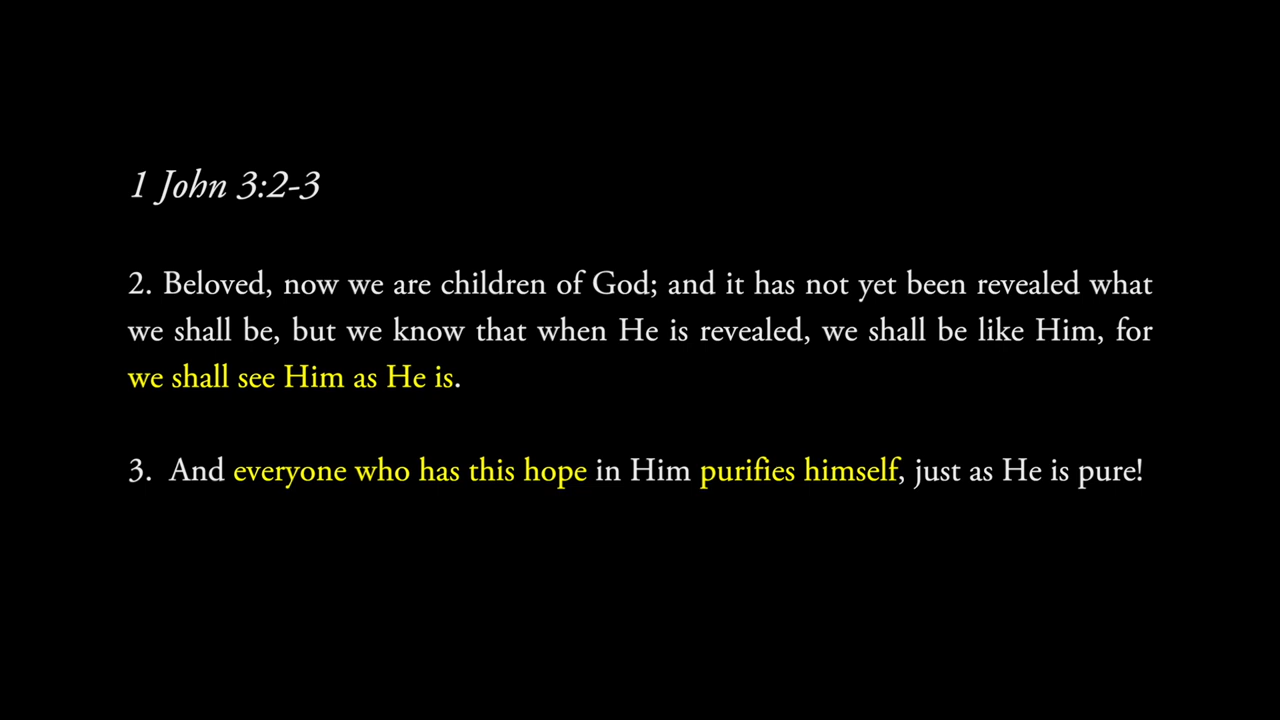 1 John 3:2-3
2. Beloved, now we are children of God; and it has not yet been revealed what
we shall be, but we know that when He is revealed, we shall be like Him, for
we shall see Him as He is.
3. And everyone who has this hope in Him purifies himself, just as He is pure!